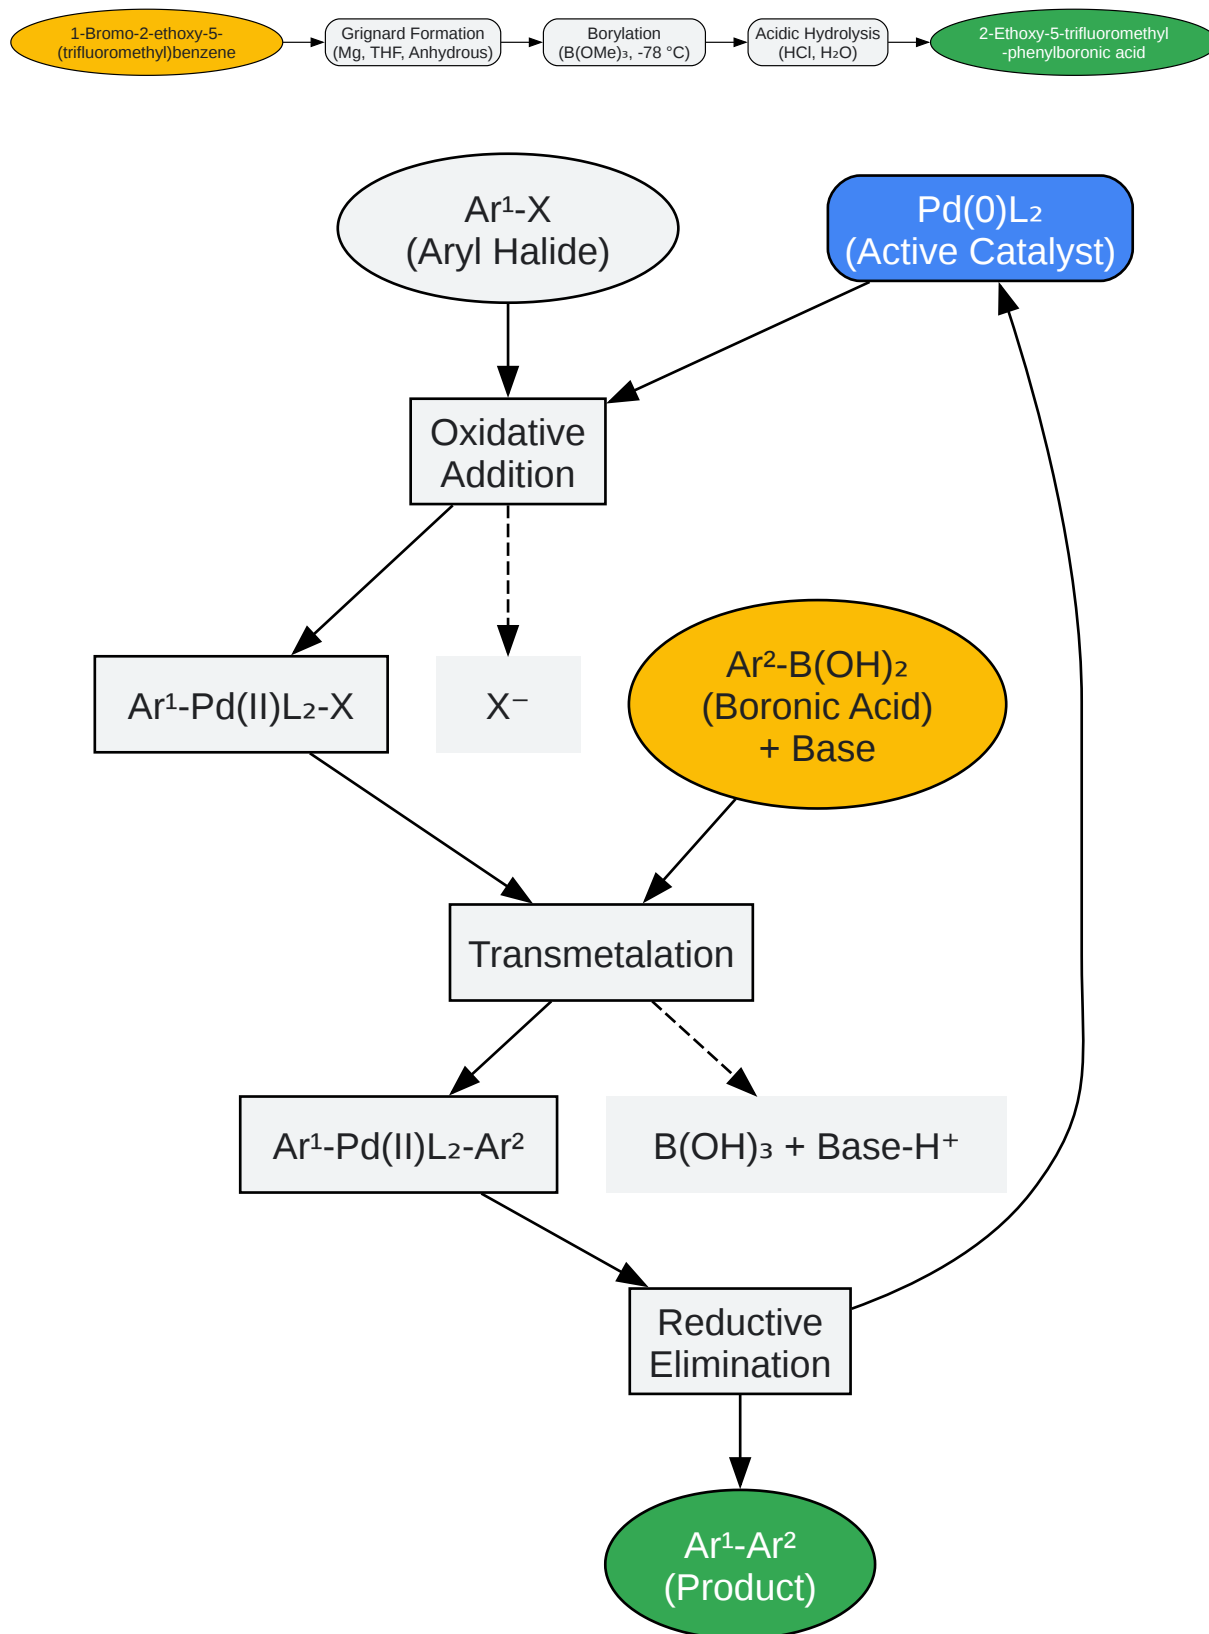 1-Bromo-2-ethoxy-5-
(trifluoromethyl)benzene
Grignard Formation
(Mg, THF, Anhydrous)
Borylation
(B(OMe)₃, -78 °C)
Acidic Hydrolysis
(HCl, H₂O)
2-Ethoxy-5-trifluoromethyl
-phenylboronic acid
Ar¹-X
(Aryl Halide)
Pd(0)L₂
(Active Catalyst)
Oxidative
Addition
Ar¹-Pd(II)L₂-X
X⁻
Ar²-B(OH)₂
(Boronic Acid)
+ Base
Transmetalation
Ar¹-Pd(II)L₂-Ar²
B(OH)₃ + Base-H⁺
Reductive
Elimination
Ar¹-Ar²
(Product)